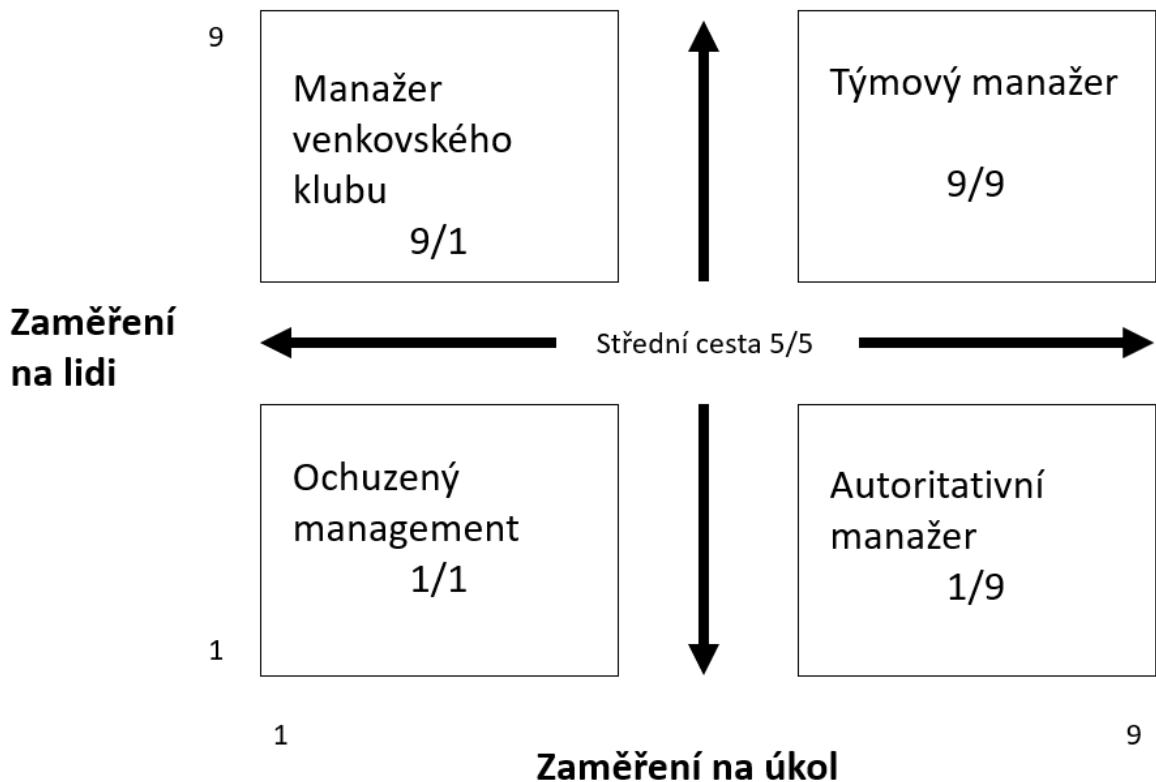 9
Manažer
venkovského
klubu
9/1
Týmový manažer
9/9
Zaměření
na lidi
Střední cesta 5/5
Ochuzený
management
1/1
Autoritativní
manažer
1/9
1
1
9
Zaměření na úkol